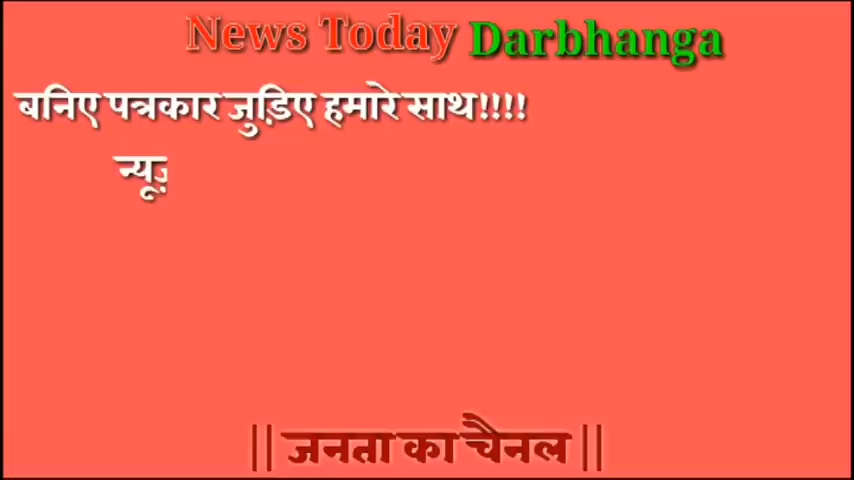 News Today Darbhanga
बनिए पत्रकार जुड़िए हमारे साथ!!!!
|| जनता का चैनल ||